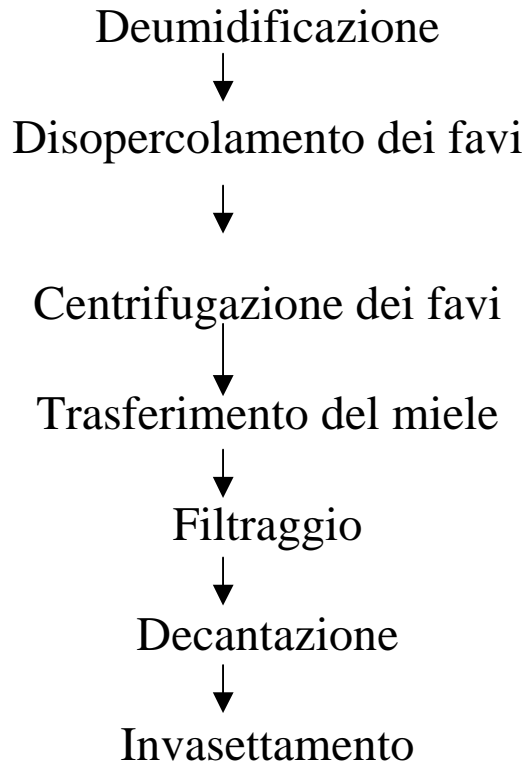 Deumidificazione
Disopercolamento dei favi
Centrifugazione dei favi
Trasferimento del miele
Filtraggio
Decantazione
Invasettamento